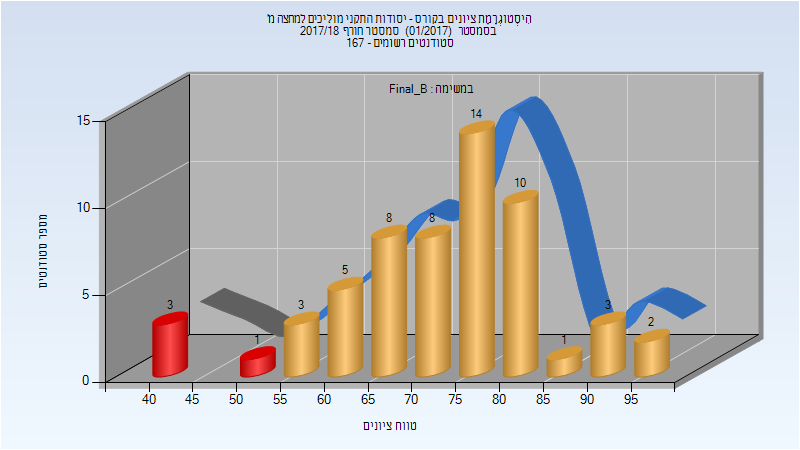 הִיסטוֹגְרָמַת ציונים בקורס - יסודות התקני מוליכים למחצה מ'
בסמסטר (01/2017) סמסטר חורף 2017/18
סטודנטים רשומים - 167
במשימה : Final_B
מספר סטודנטים
15
10
5
0
3
1
3
5
8
8
14
10
1
3
2
40 45 50 55 60 65 70 75 80 85 90 95
טווח ציונים